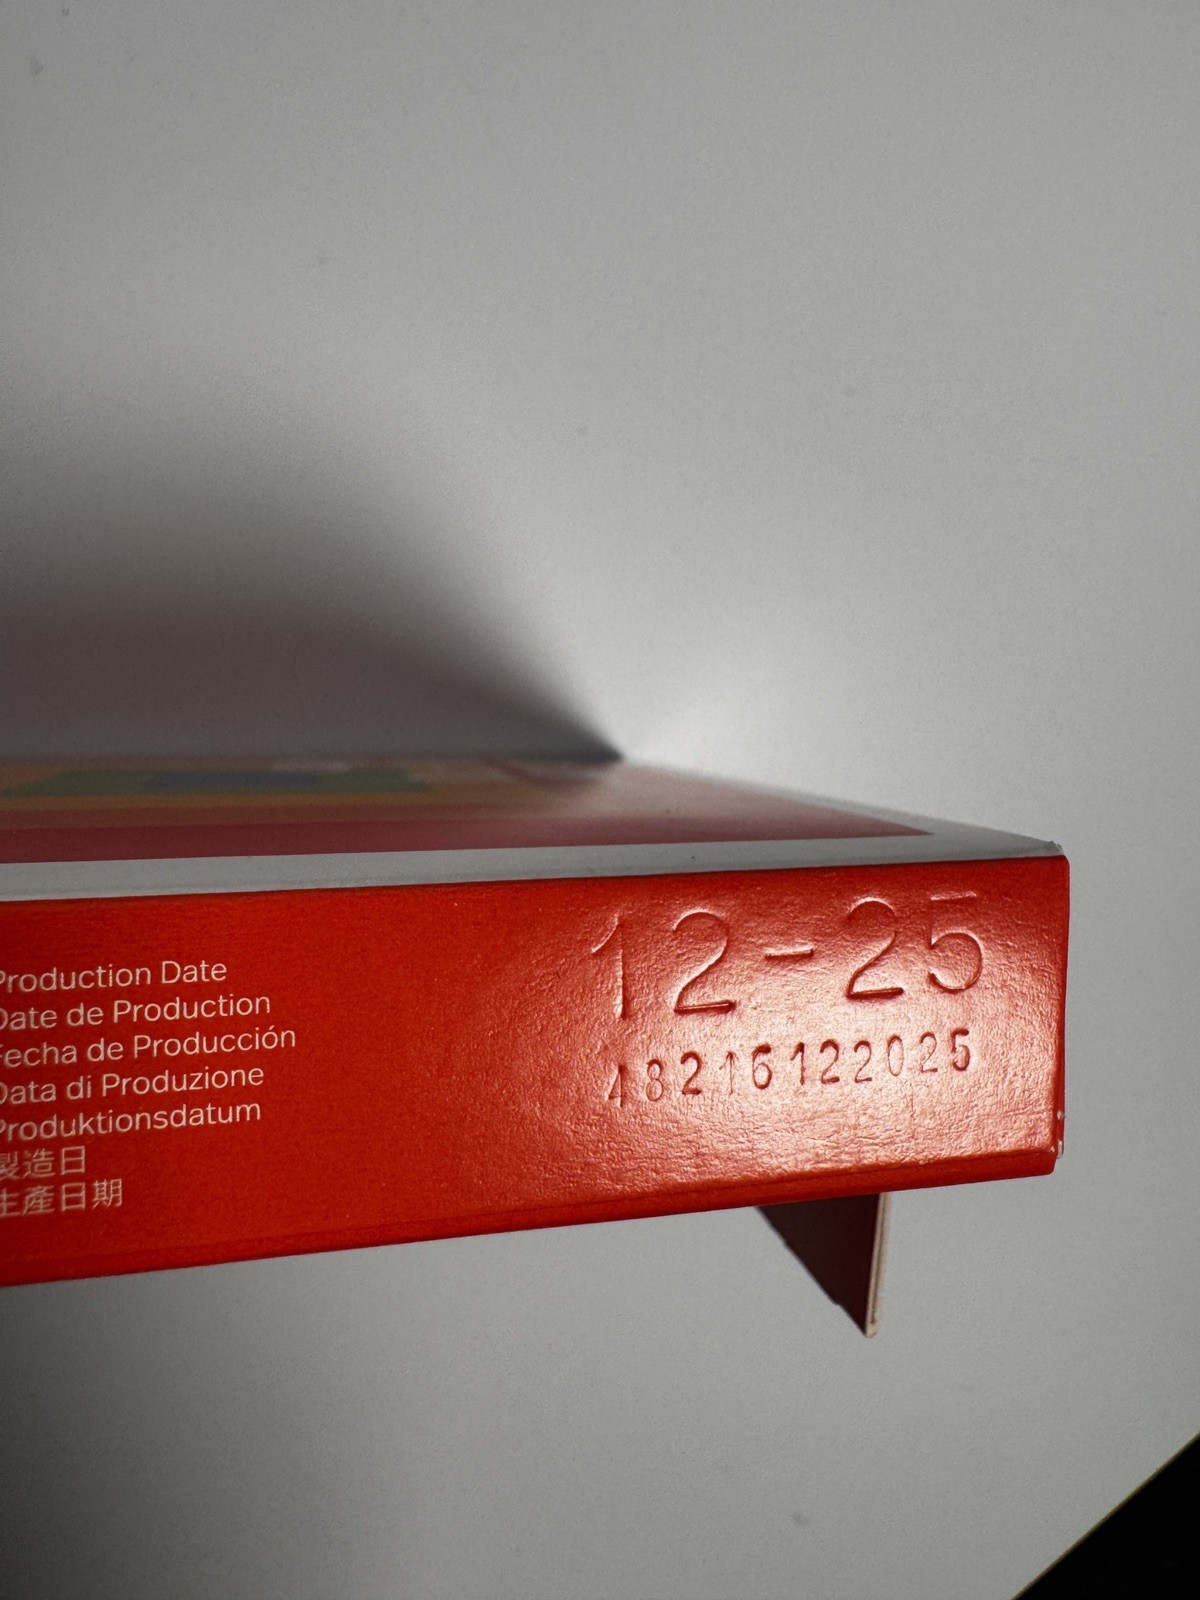 Production Date
Date de Production
Fecha de Producción
Data di Produzione
Produktionsdatum
製造日
生産日期
12-25
48216122025